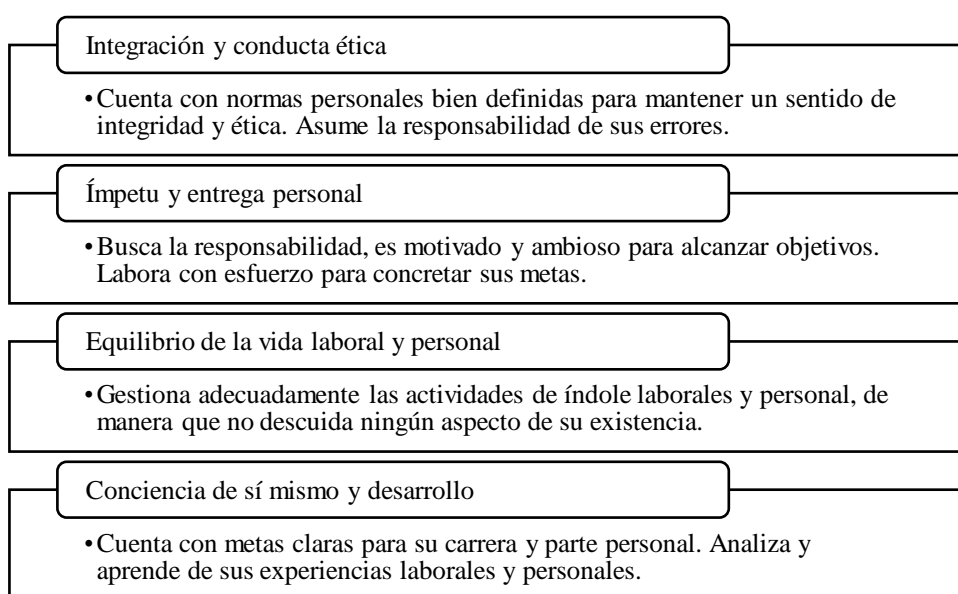 Integración y conducta ética
•Cuenta con normas personales bien definidas para mantener un sentido de
integridad y ética. Asume la responsabilidad de sus errores.
Ímpetu y entrega personal
•Busca la responsabilidad, es motivado y ambioso para alcanzar objetivos.
Labora con esfuerzo para concretar sus metas.
Equilibrio de la vida laboral y personal
•Gestiona adecuadamente las actividades de índole laborales y personal, de
manera que no descuida ningún aspecto de su existencia.
Conciencia de sí mismo y desarrollo
•Cuenta con metas claras para su carrera y parte personal. Analiza y
aprende de sus experiencias laborales y personales.